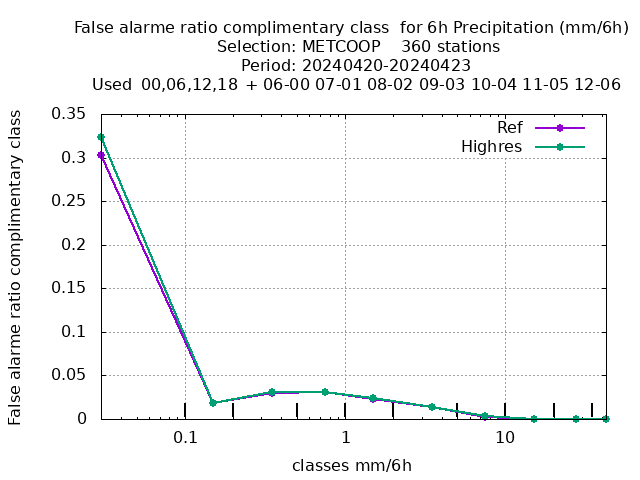 False alarme ratio complimentary class  for 6h Precipitation (mm/6h)
Selection: METCOOP    360 stations
Period: 20240420-20240423
Used  00,06,12,18  + 06-00 07-01 08-02 09-03 10-04 11-05 12-06
False alarme ratio complimentary class
0.35
0.3
0.25
0.2
0.15
0.1
0.05
0
Ref
Highres
0.1
1
10
classes mm/6h